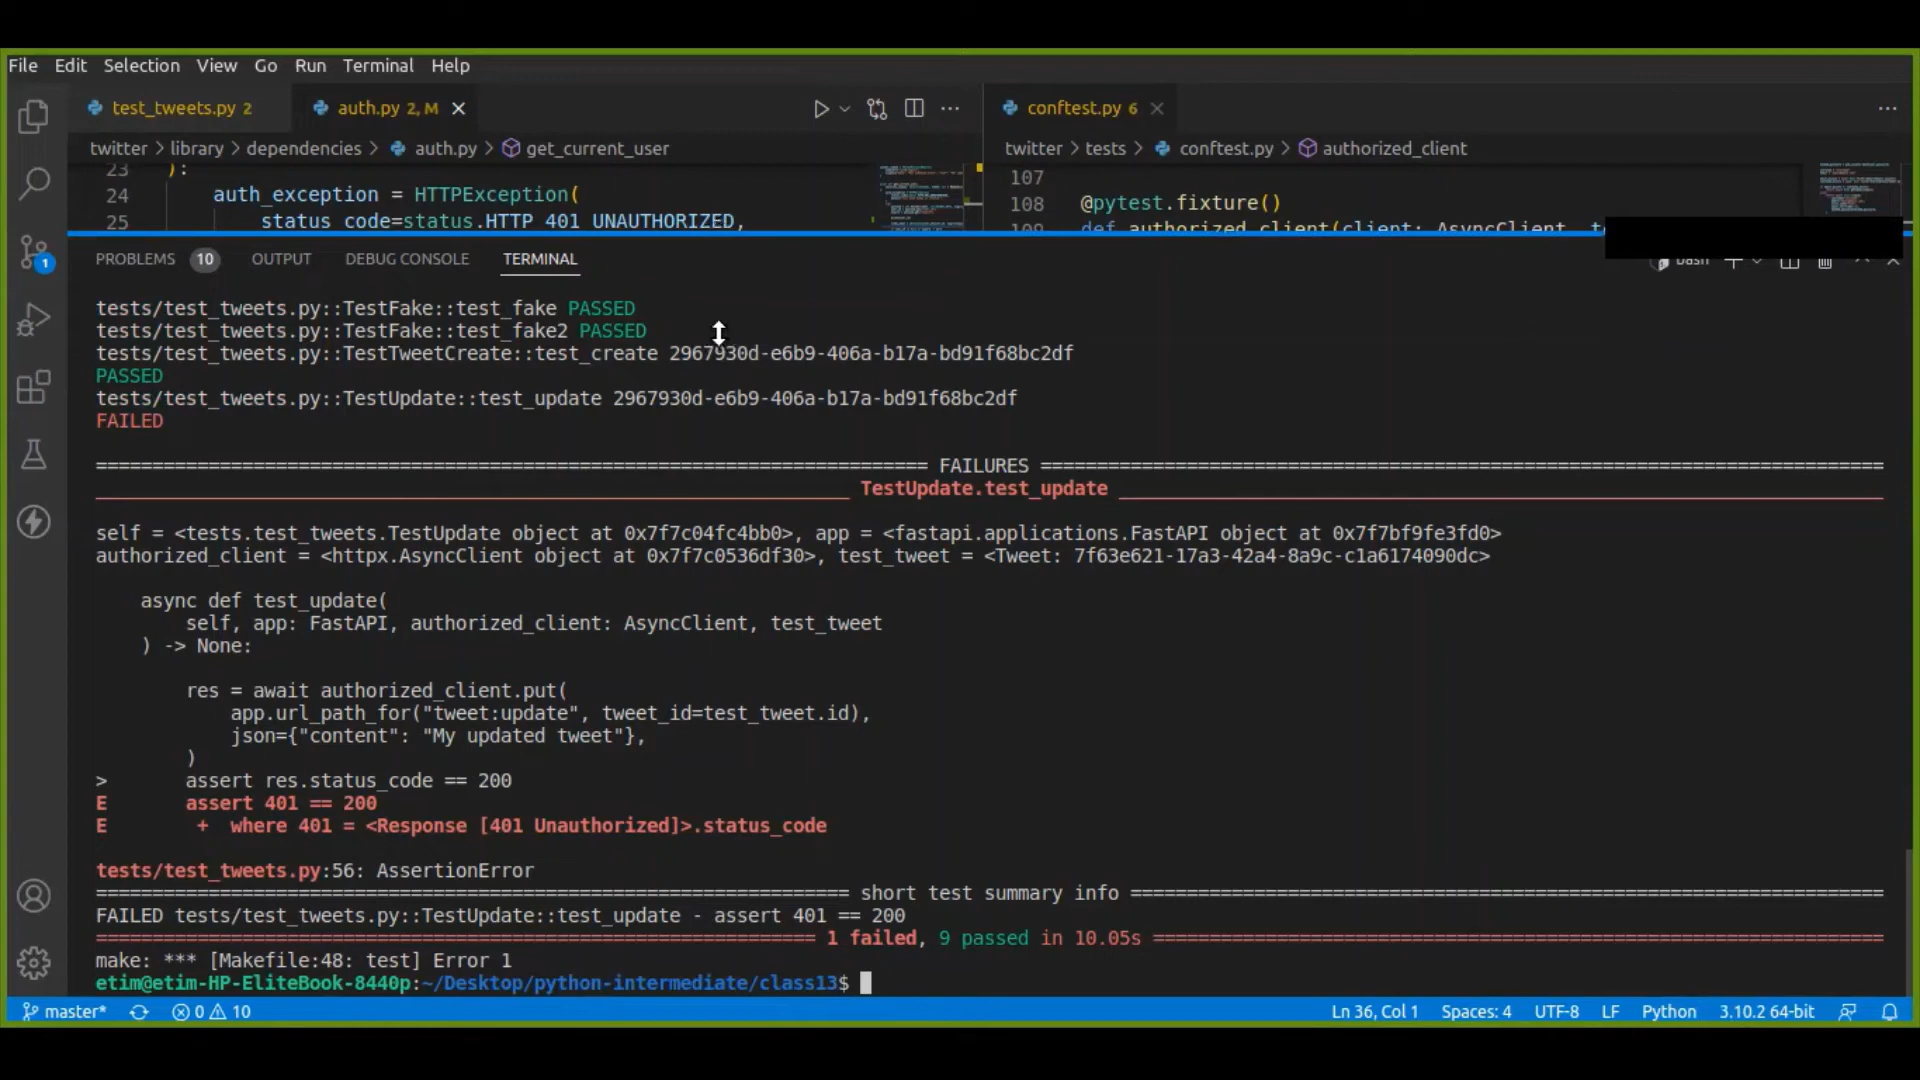 File Edit Selection View Go Run Terminal Help
test_tweets.py 2
auth.py 2, M
conftest.py 6
twitter > library > dependencies > auth.py > get_current_user
twitter > tests > conftest.py > authorized_client
23 ):
24 auth_exception = HTTPException(
25 status_code=status.HTTP_401_UNAUTHORIZED,
107
108 @pytest.fixture()
109 def authorized_client(client: AsyncClient,
PROBLEMS 10 OUTPUT DEBUG CONSOLE TERMINAL
bash
tests/test_tweets.py::TestFake::test_fake PASSED
tests/test_tweets.py::TestFake::test_fake2 PASSED
tests/test_tweets.py::TestTweetCreate::test_create 2967930d-e6b9-406a-b17a-bd91f68bc2df
PASSED
tests/test_tweets.py::TestUpdate::test_update 2967930d-e6b9-406a-b17a-bd91f68bc2df
FAILED
FAILURES
TestUpdate.test_update
self = <tests.test_tweets.TestUpdate object at 0x7f7c04fc4bb0>, app = <fastapi.applications.FastAPI object at 0x7f7bf9fe3fd0>
authorized_client = <httpx.AsyncClient object at 0x7f7c0536df30>, test_tweet = <Tweet: 7f63e621-17a3-42a4-8a9c-c1a6174090dc>
async def test_update(
self, app: FastAPI, authorized_client: AsyncClient, test_tweet
) -> None:
res = await authorized_client.put(
app.url_path_for("tweet:update", tweet_id=test_tweet.id),
json={"content": "My updated tweet"},
)
> assert res.status_code == 200
E assert 401 == 200
E + where 401 = <Response [401 Unauthorized]>.status_code
tests/test_tweets.py:56: AssertionError
short test summary info
FAILED tests/test_tweets.py::TestUpdate::test_update - assert 401 == 200
1 failed, 9 passed in 10.05s
make: *** [Makefile:48: test] Error 1
etim@etim-HP-EliteBook-8440p:~/Desktop/python-intermediate/class13$
1
master* 0 10 Ln 36, Col 1 Spaces: 4 UTF-8 LF Python 3.10.2 64-bit